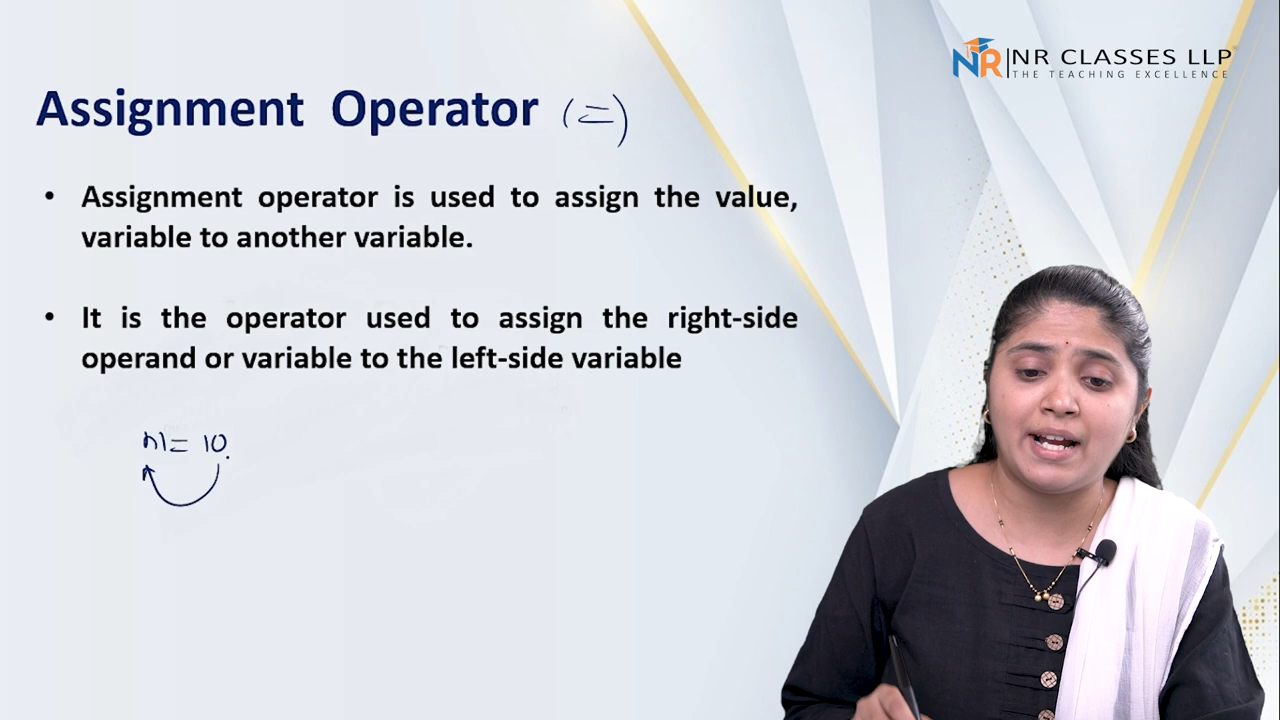 NR | NR CLASSES LLP
THE TEACHING EXCELLENCE
Assignment Operator (=)
• Assignment operator is used to assign the value,
variable to another variable.
• It is the operator used to assign the right-side
operand or variable to the left-side variable
n1 = 10.